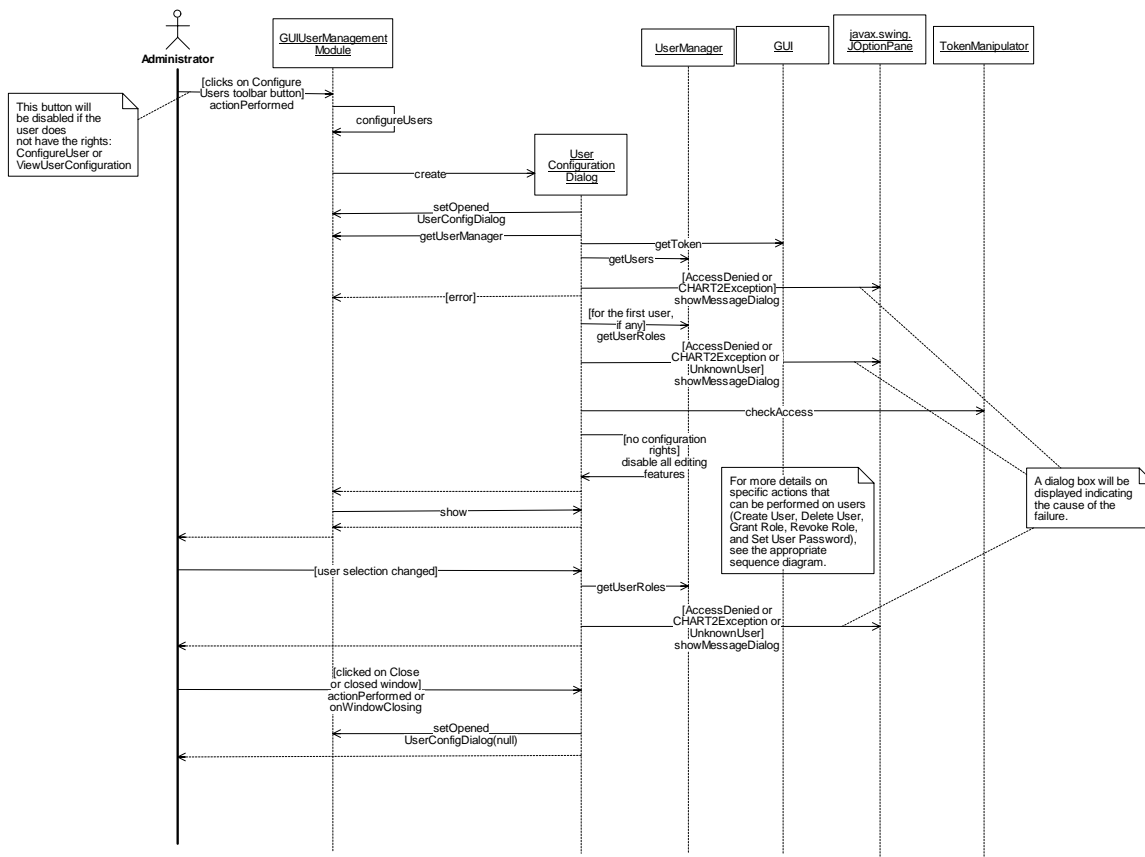 GUIUserManagement
Module
UserManager
GUI
javax.swing.
JOptionPane
TokenManipulator
Administrator
[clicks on Configure
Users toolbar button]
actionPerformed
This button will
be disabled if the
user does
not have the rights:
ConfigureUser or
ViewUserConfiguration
configureUsers
User
Configuration
Dialog
create
setOpened
UserConfigDialog
getUserManager
getToken
getUsers
[AccessDenied or
CHART2Exception]
showMessageDialog
[error]
[for the first user,
if any]
getUserRoles
[AccessDenied or
CHART2Exception or
UnknownUser]
showMessageDialog
checkAccess
[no configuration
rights]
disable all editing
features
For more details on
specific actions that
can be performed on users
(Create User, Delete User,
Grant Role, Revoke Role,
and Set User Password),
see the appropriate
sequence diagram.
A dialog box will be
displayed indicating
the cause of the
failure.
show
[user selection changed]
getUserRoles
[AccessDenied or
CHART2Exception or
UnknownUser]
showMessageDialog
[clicked on Close
or closed window]
actionPerformed or
onWindowClosing
setOpened
UserConfigDialog(null)